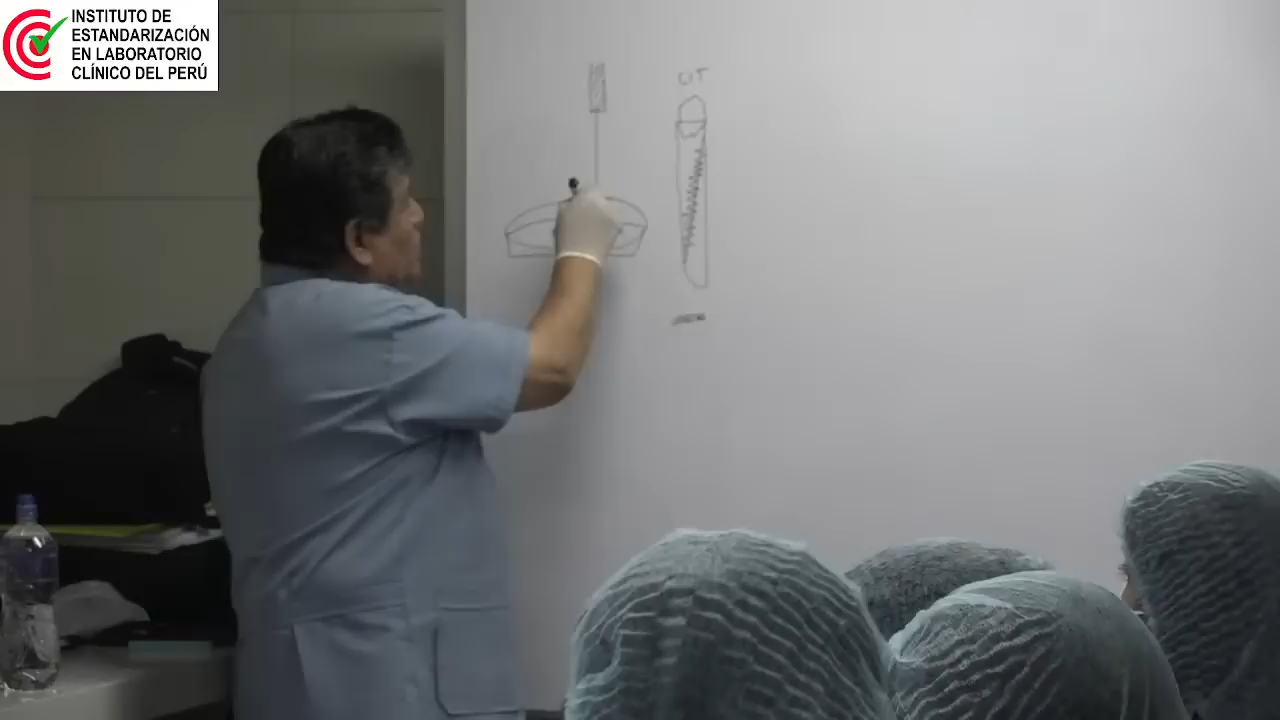 INSTITUTO DE
ESTANDARIZACIÓN
EN LABORATORIO
CLÍNICO DEL PERÚ